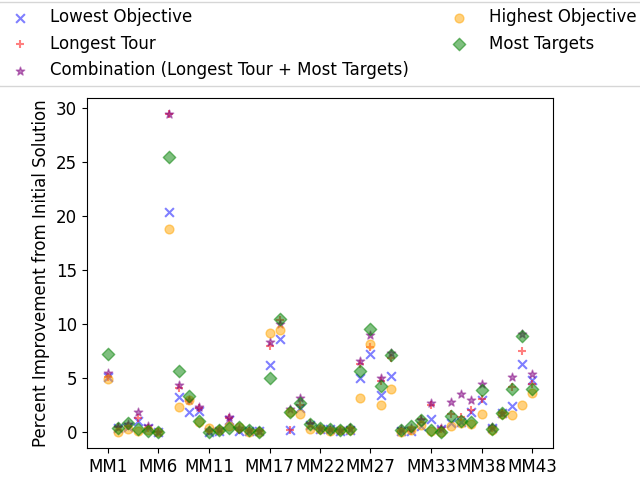 Lowest Objective
Longest Tour
Combination (Longest Tour + Most Targets)
Highest Objective
Most Targets
Percent Improvement from Initial Solution
30
25
20
15
10
5
0
MM1 MM6 MM11 MM17 MM22 MM27 MM33 MM38 MM43